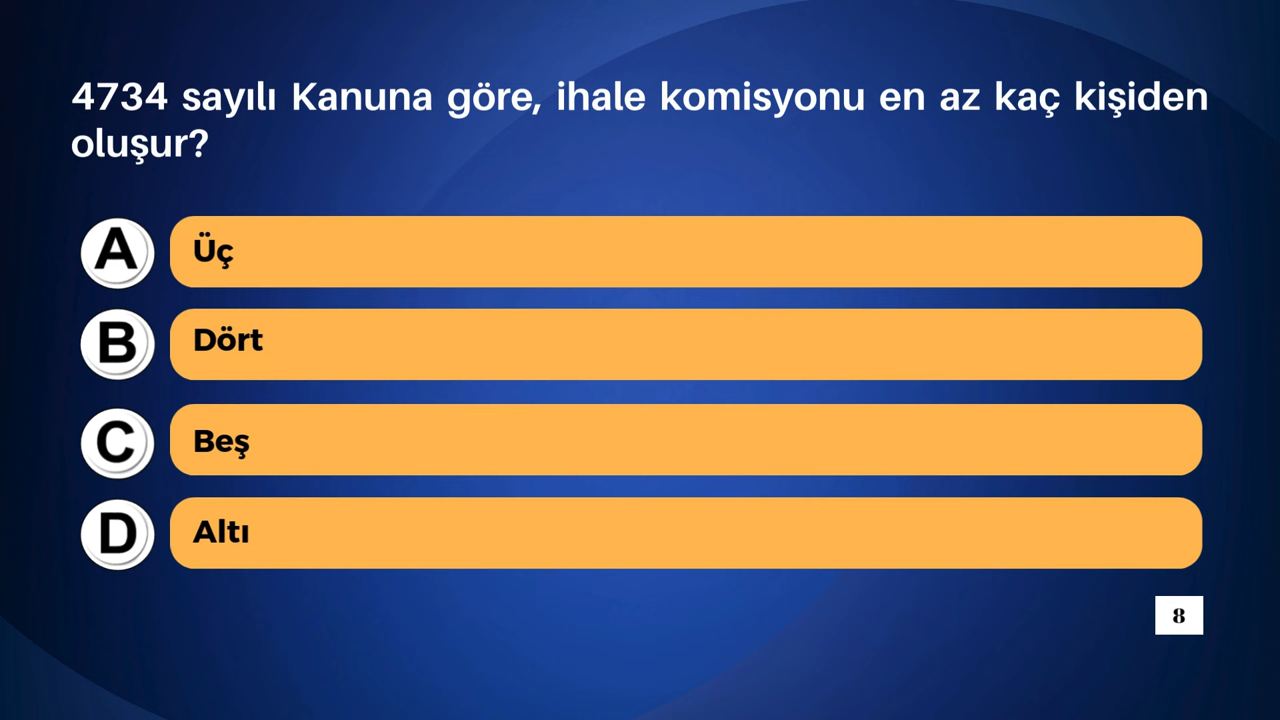 4734 sayılı Kanuna göre, ihale komisyonu en az kaç kişiden
oluşur?
A Üç
B Dört
C Beş
D Altı
8